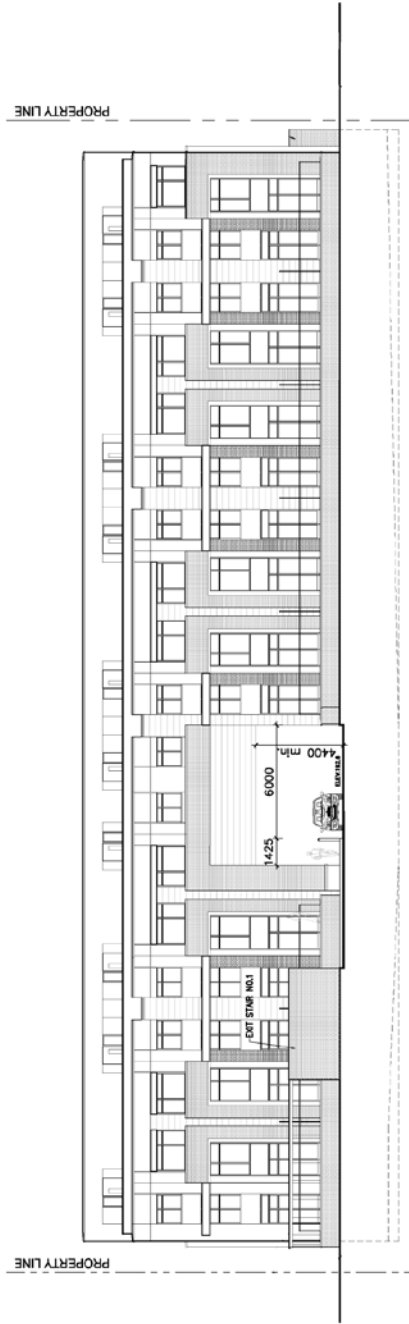 PROPERTY LINE
4400 min.
6000
1425
EXIT STAIR NO.1
PROPERTY LINE